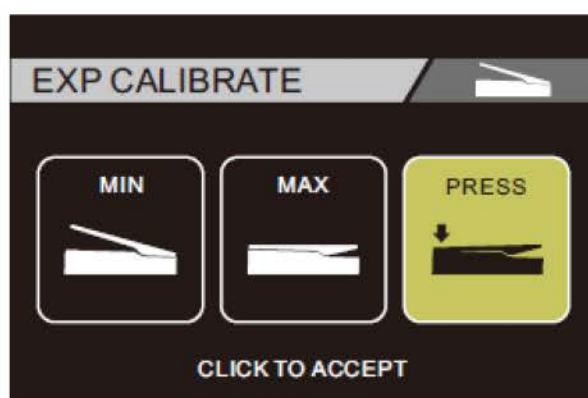 EXP CALIBRATE
MIN
MAX
PRESS
CLICK TO ACCEPT